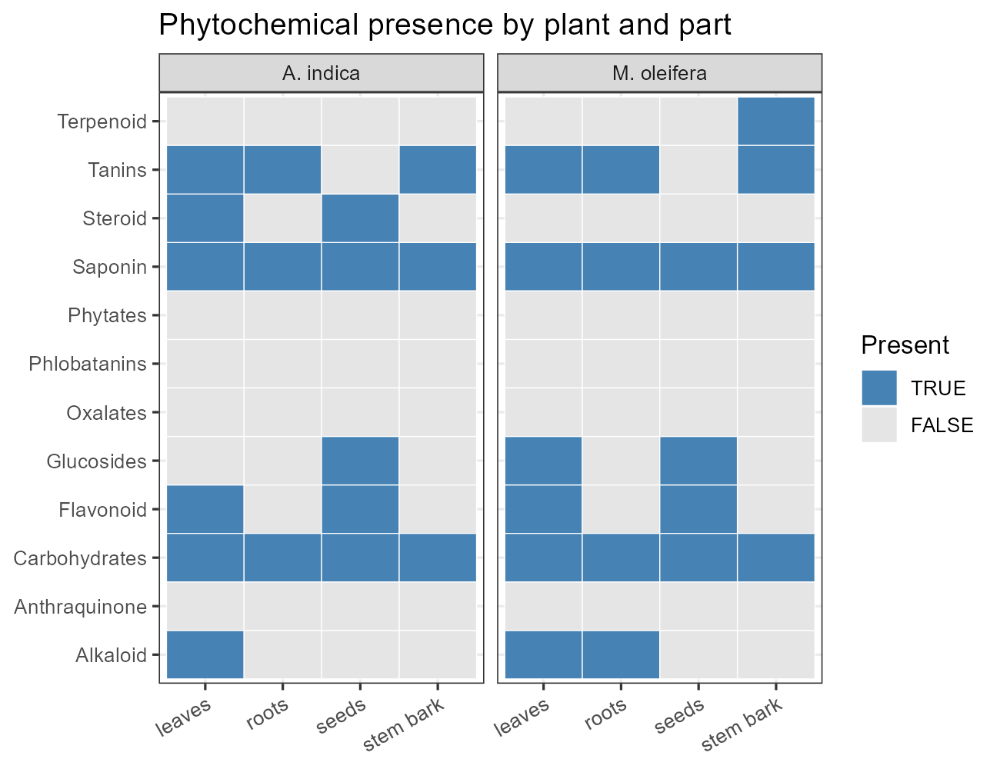 Phytochemical presence by plant and part
A. indica
M. oleifera
Terpenoid
Tanins
Steroid
Saponin
Phytates
Phlobatanins
Oxalates
Glucosides
Flavonoid
Carbohydrates
Anthraquinone
Alkaloid
leaves
roots
seeds
stem bark
leaves
roots
seeds
stem bark
Present
TRUE
FALSE